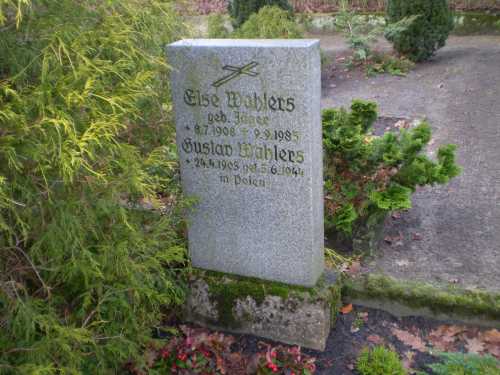 Else Wahlers
geb. Jäger
* 8.7.1908 + 9.9.1985
Gustav Wahlers
* 24.4.1905 gef. 5.6.1944
in Polen